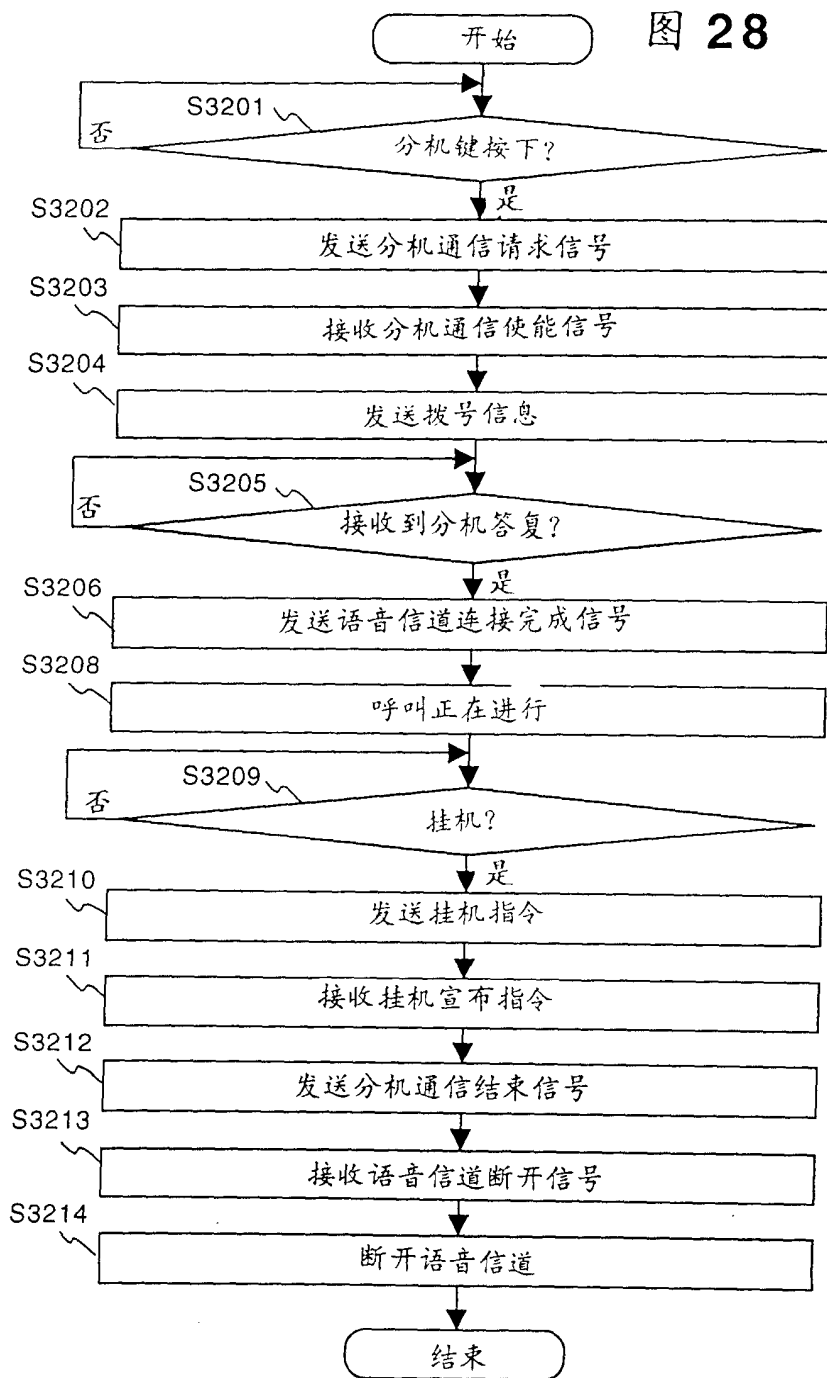 图 28
开始
S3201
否
分机键按下?
是
S3202
发送分机通信请求信号
S3203
接收分机通信使能信号
S3204
发送拨号信息
S3205
否
接收到分机答复?
是
S3206
发送语音信道连接完成信号
S3208
呼叫正在进行
S3209
否
挂机?
是
S3210
发送挂机指令
S3211
接收挂机宣布指令
S3212
发送分机通信结束信号
S3213
接收语音信道断开信号
S3214
断开语音信道
结束